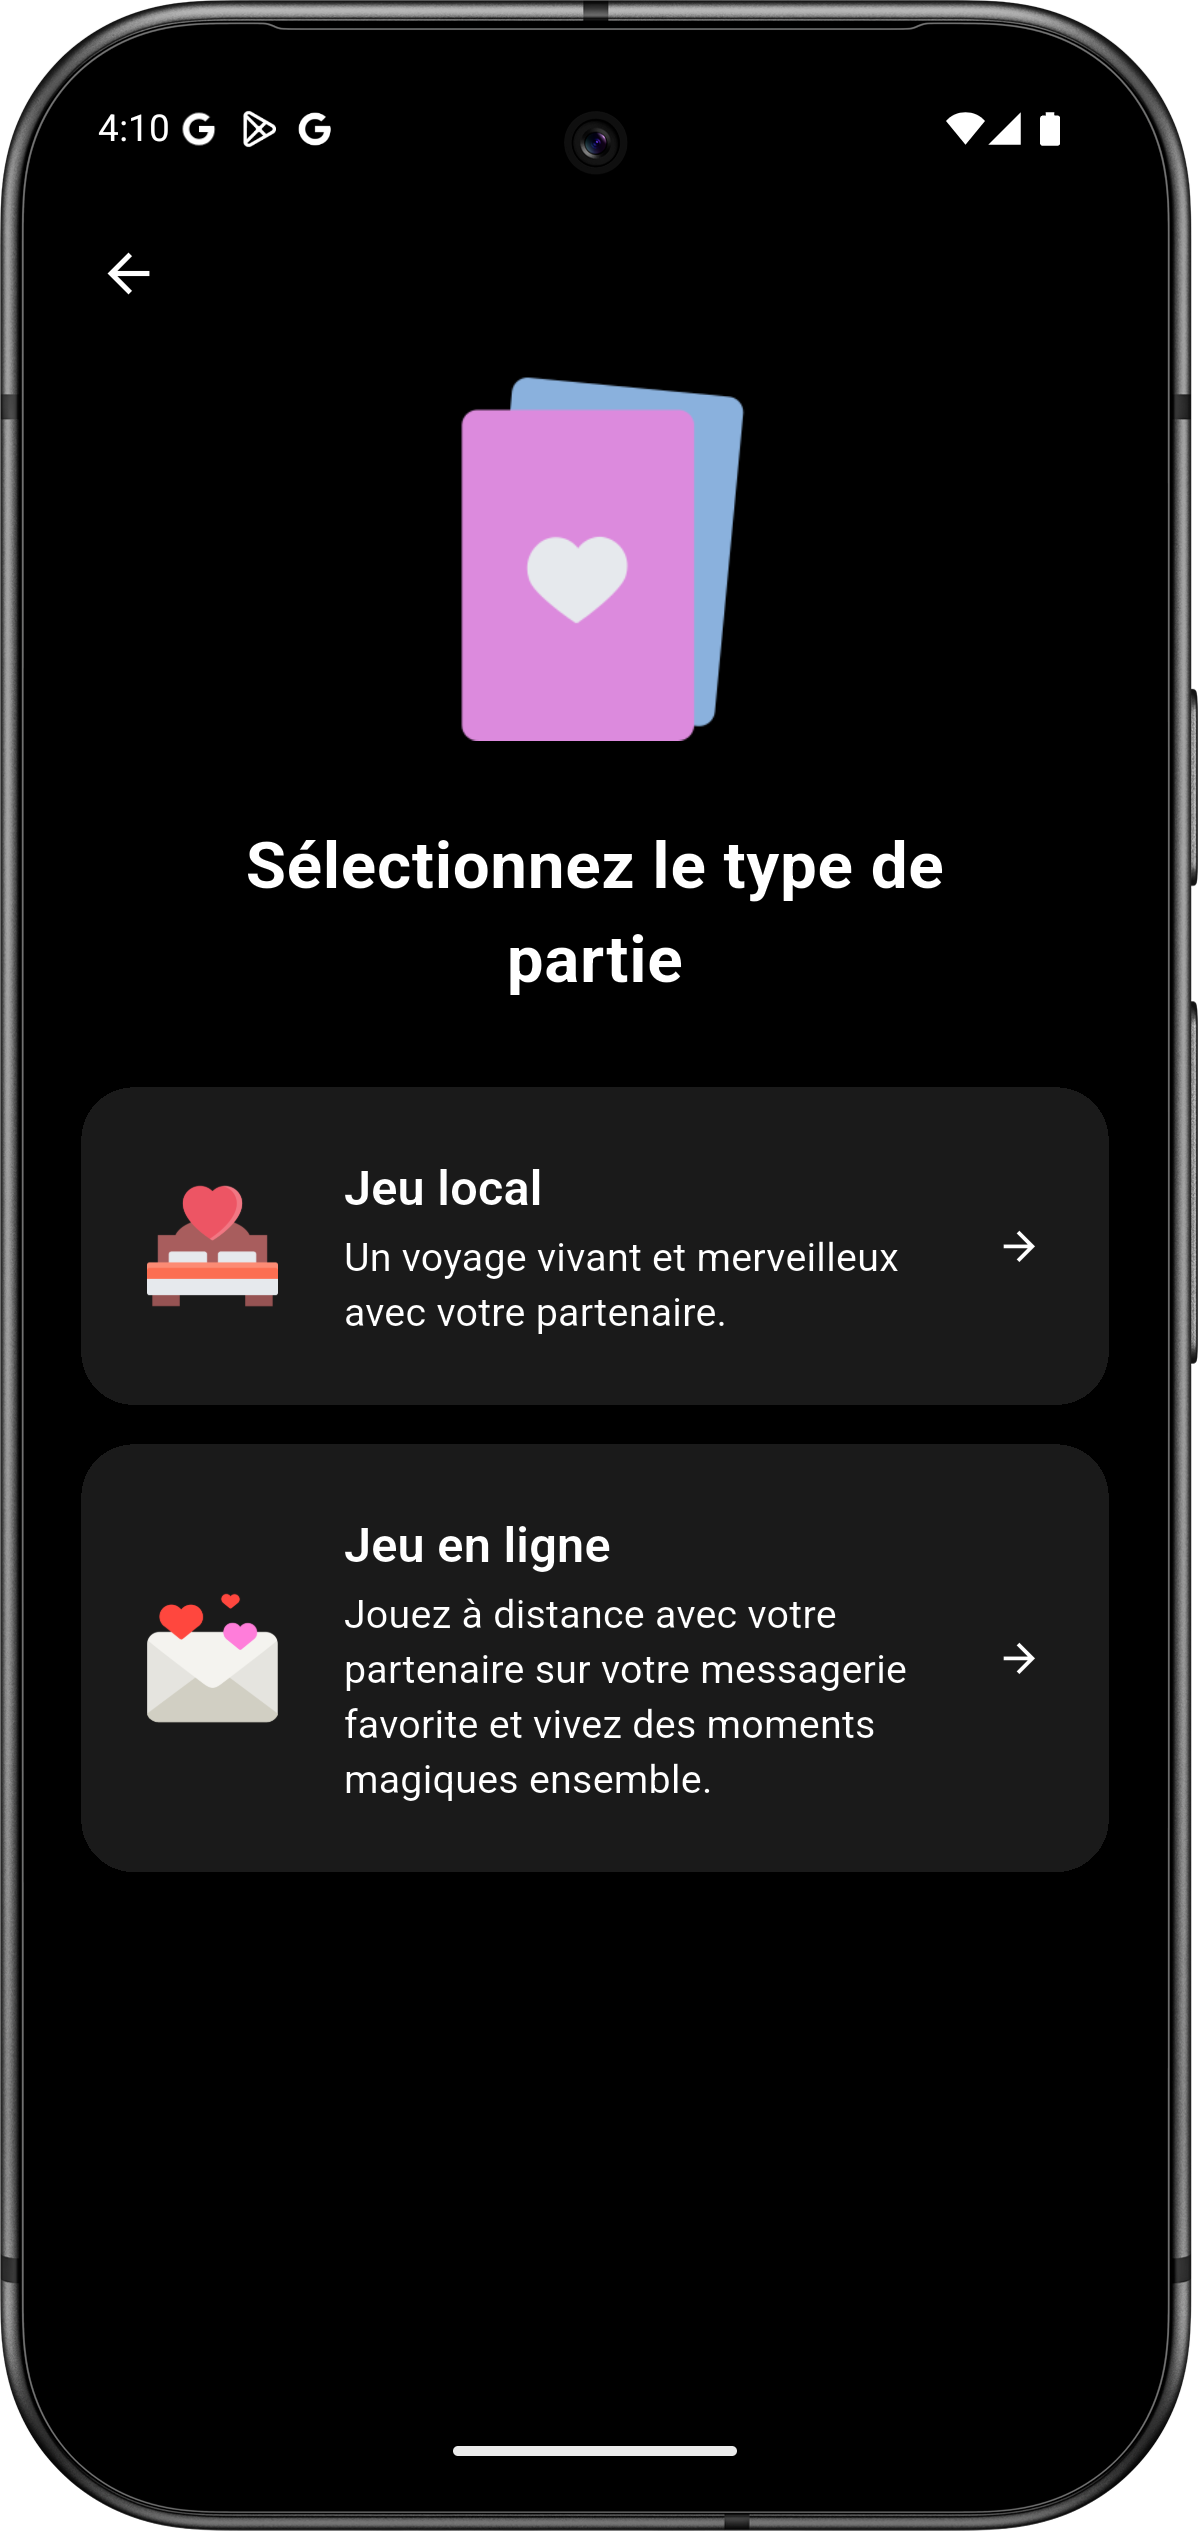 4:10
Sélectionnez le type de
partie
Jeu local
Un voyage vivant et merveilleux
avec votre partenaire.
Jeu en ligne
Jouez à distance avec votre
partenaire sur votre messagerie
favorite et vivez des moments
magiques ensemble.